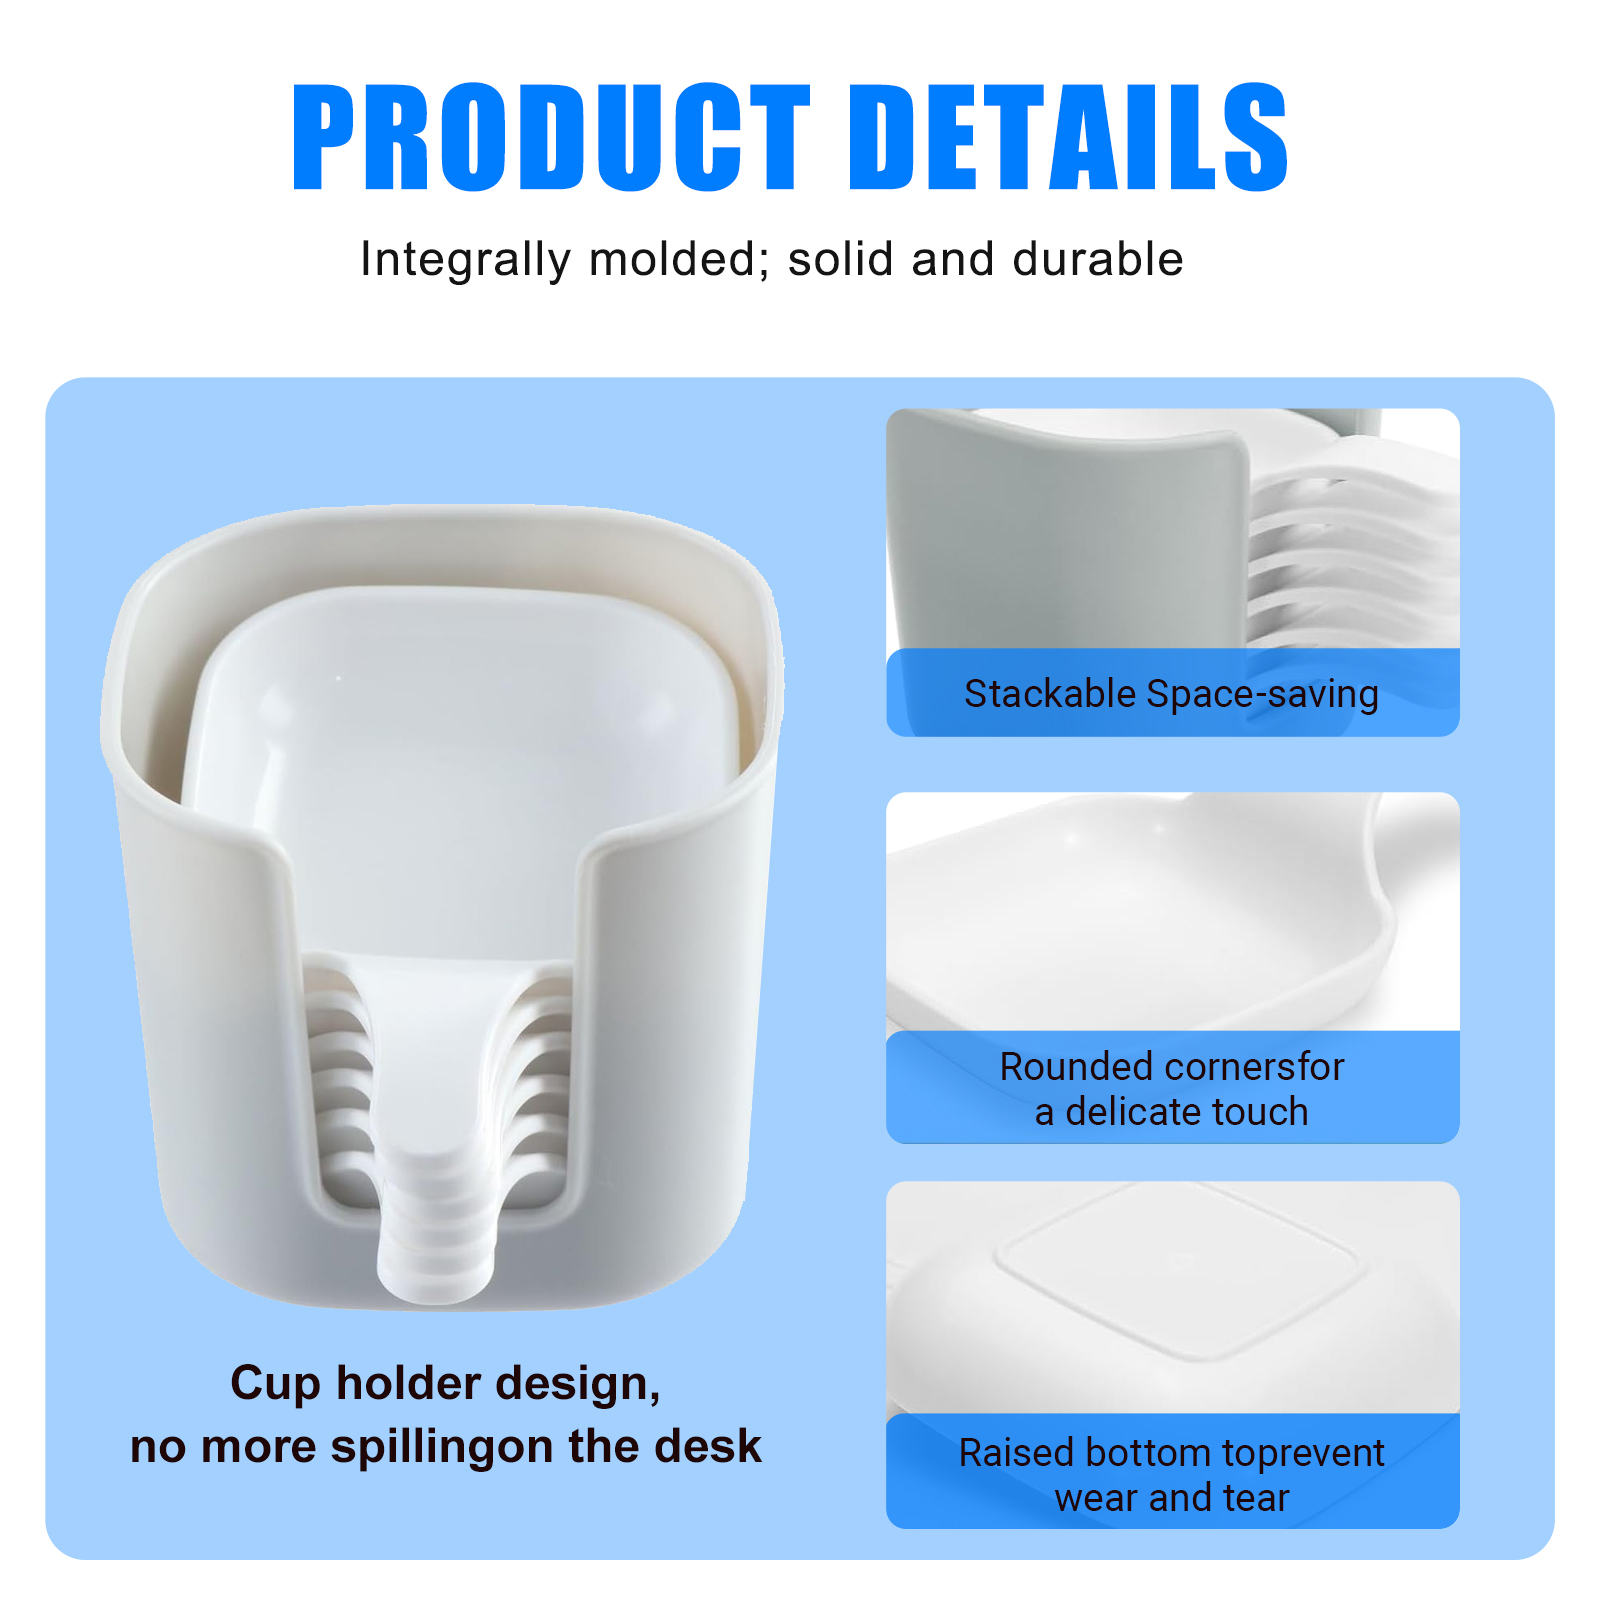 PRODUCT DETAILS
Integrally molded; solid and durable
Stackable Space-saving
Rounded cornersfor
a delicate touch
Raised bottom toprevent
wear and tear
Cup holder design,
no more spillingon the desk